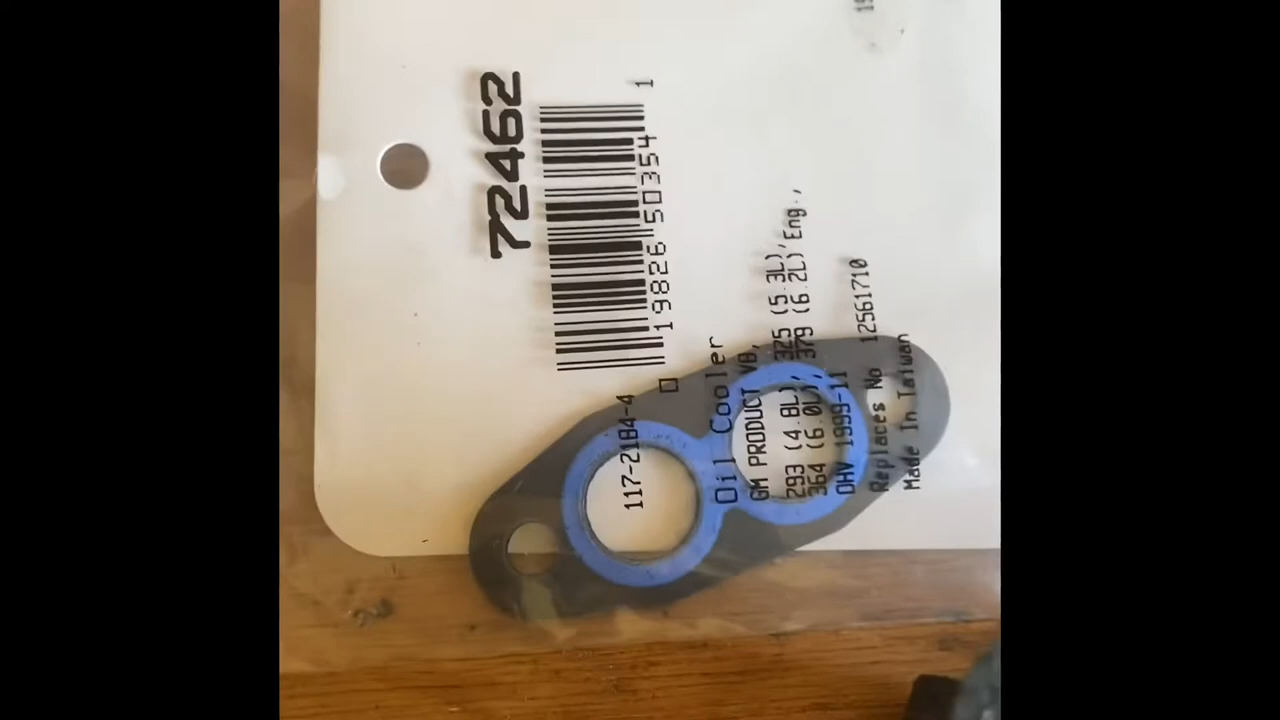 72462
1 19826 50354 1
117-2184-4
Oil Cooler
GM PRODUCT V8,
293 (4.8L), 325 (5.3L),
364 (6.0L), 379 (6.2L) Eng.,
OHV 1999-11
Replaces No 12561710
Made In Taiwan